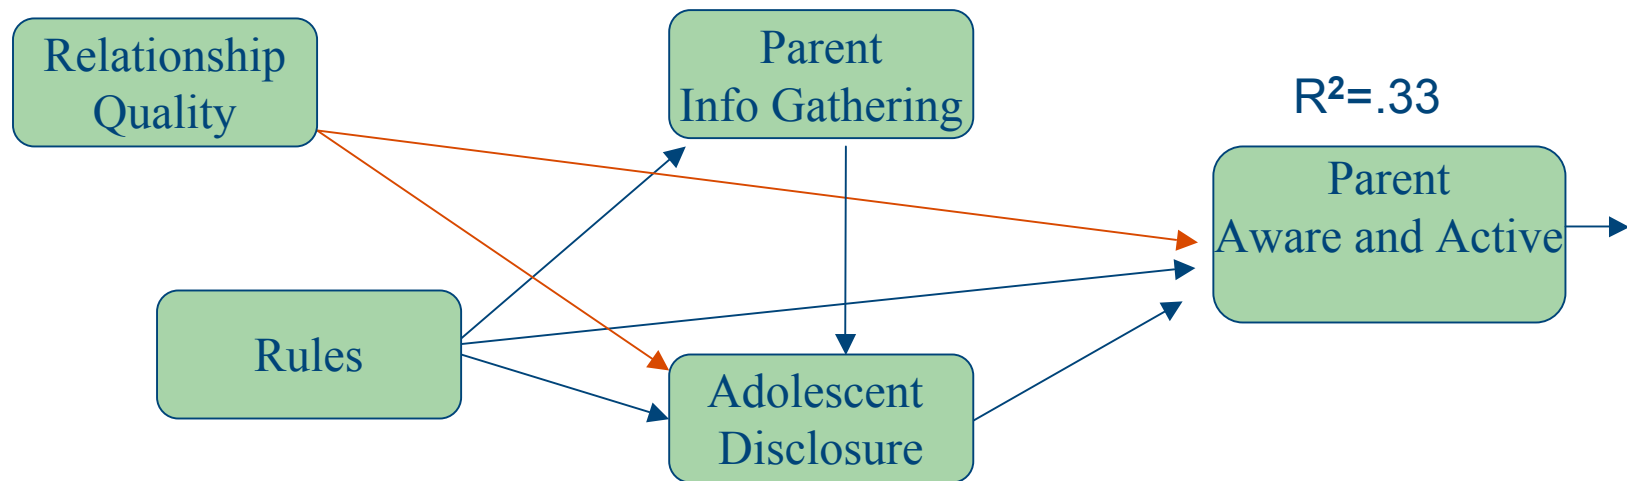 Relationship
Quality
Parent
Info Gathering
R²=.33
Parent
Aware and Active
Rules
Adolescent
Disclosure